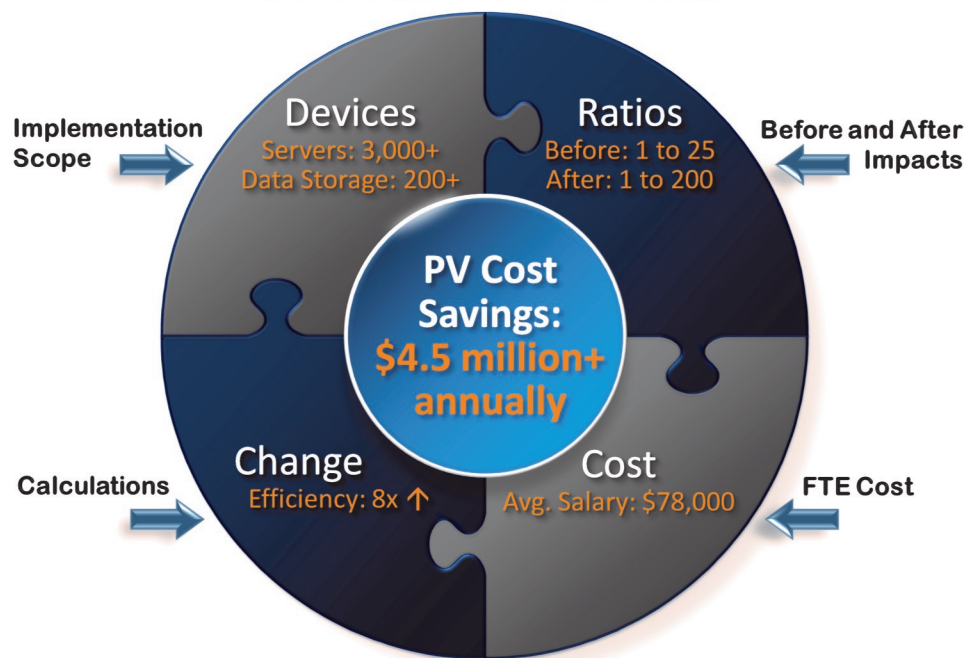 Devices
Servers: 3,000+
Data Storage: 200+
Ratios
Before: 1 to 25
After: 1 to 200
Implementation
Scope
Before and After
Impacts
PV Cost
Savings:
$4.5 million+
annually
Change
Efficiency: 8x ↑
Cost
Avg. Salary: $78,000
Calculations
FTE Cost